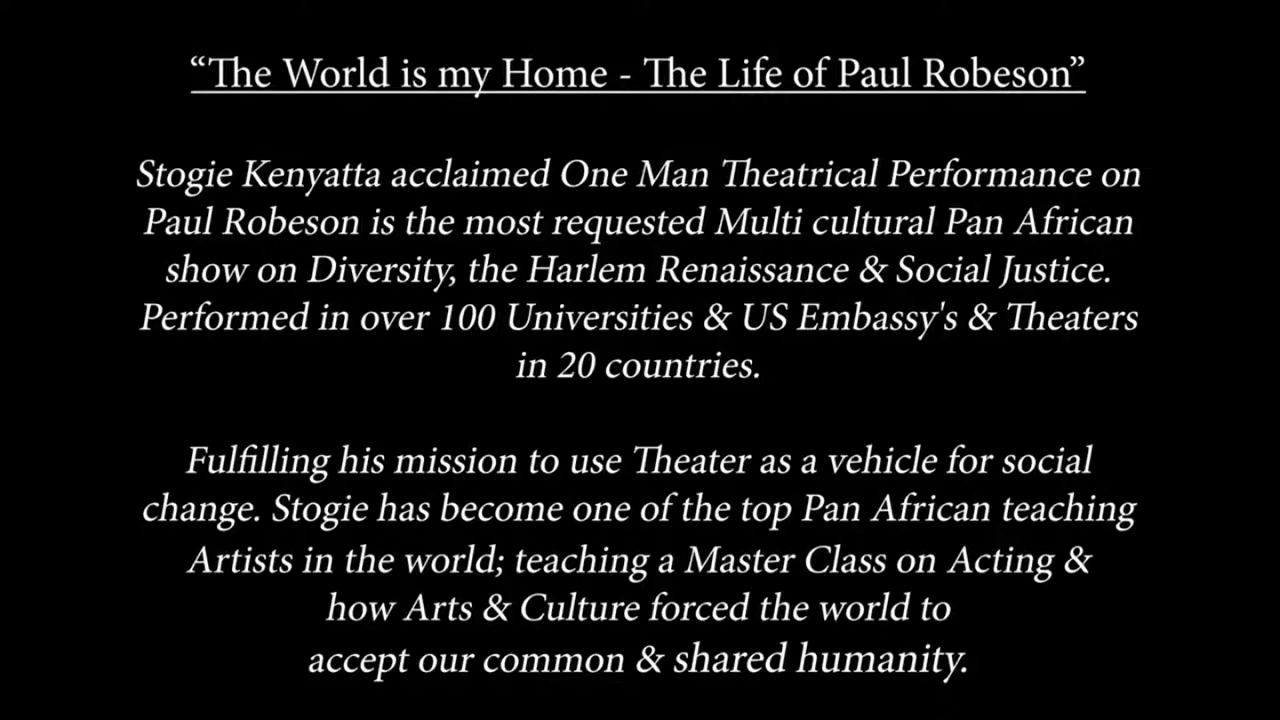 “The World is my Home - The Life of Paul Robeson”
Stogie Kenyatta acclaimed One Man Theatrical Performance on
Paul Robeson is the most requested Multi cultural Pan African
show on Diversity, the Harlem Renaissance & Social Justice.
Performed in over 100 Universities & US Embassy's & Theaters
in 20 countries.
Fulfilling his mission to use Theater as a vehicle for social
change. Stogie has become one of the top Pan African teaching
Artists in the world; teaching a Master Class on Acting &
how Arts & Culture forced the world to
accept our common & shared humanity.